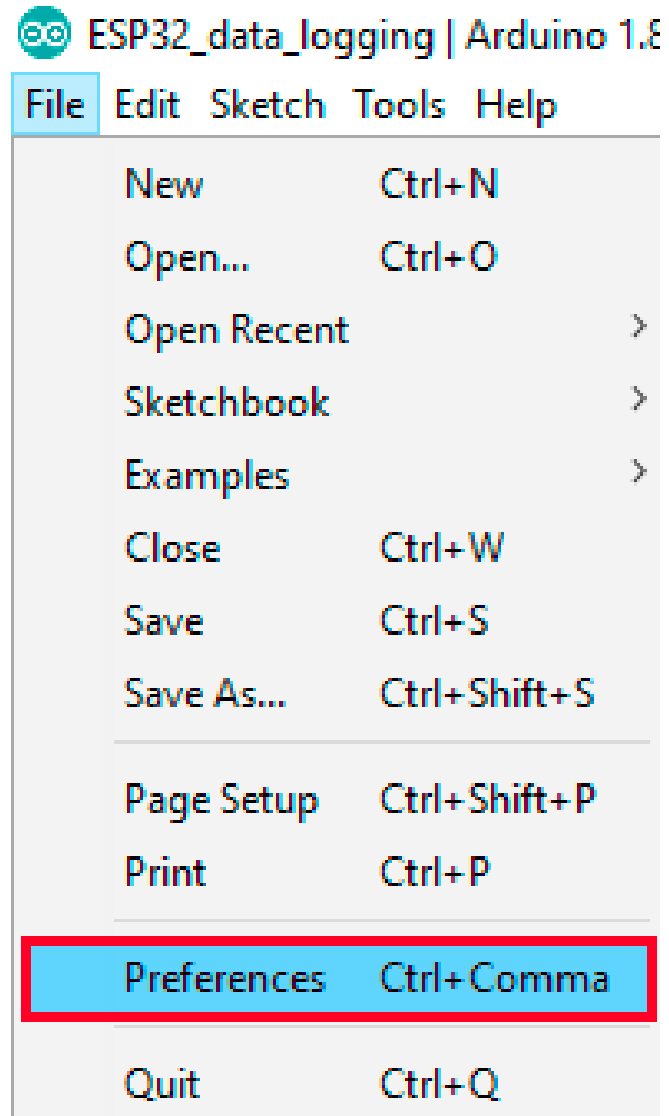 ESP32_data_logging | Arduino 1.8
File Edit Sketch Tools Help
New Ctrl+N
Open... Ctrl+O
Open Recent
Sketchbook
Examples
Close Ctrl+W
Save Ctrl+S
Save As... Ctrl+Shift+S
Page Setup Ctrl+Shift+P
Print Ctrl+P
Preferences Ctrl+Comma
Quit Ctrl+Q